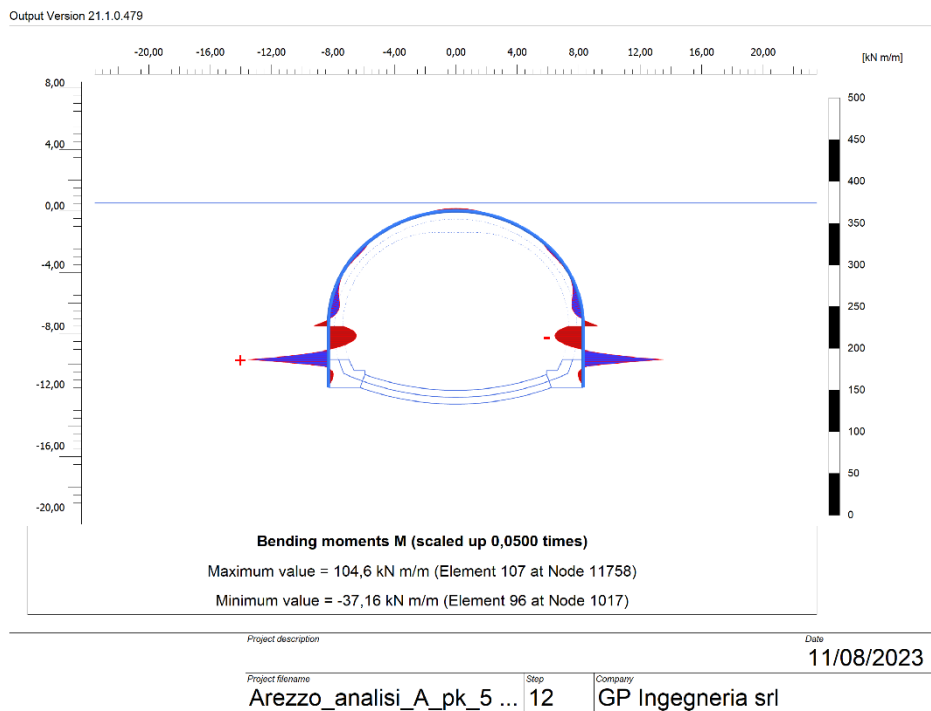 Output Version 21.1.0.479
-20,00 -16,00 -12,00 -8,00 -4,00 0,00 4,00 8,00 12,00 16,00 20,00
[kN m/m]
8,00
4,00
0,00
-4,00
-8,00
-12,00
-16,00
-20,00
+
-
500
450
400
350
300
250
200
150
100
50
0
Bending moments M (scaled up 0,0500 times)
Maximum value = 104,6 kN m/m (Element 107 at Node 11758)
Minimum value = -37,16 kN m/m (Element 96 at Node 1017)
Project description
Date
11/08/2023
Project filename
Step
Company
Arezzo_analisi_A_pk_5 ... 12 GP Ingegneria srl